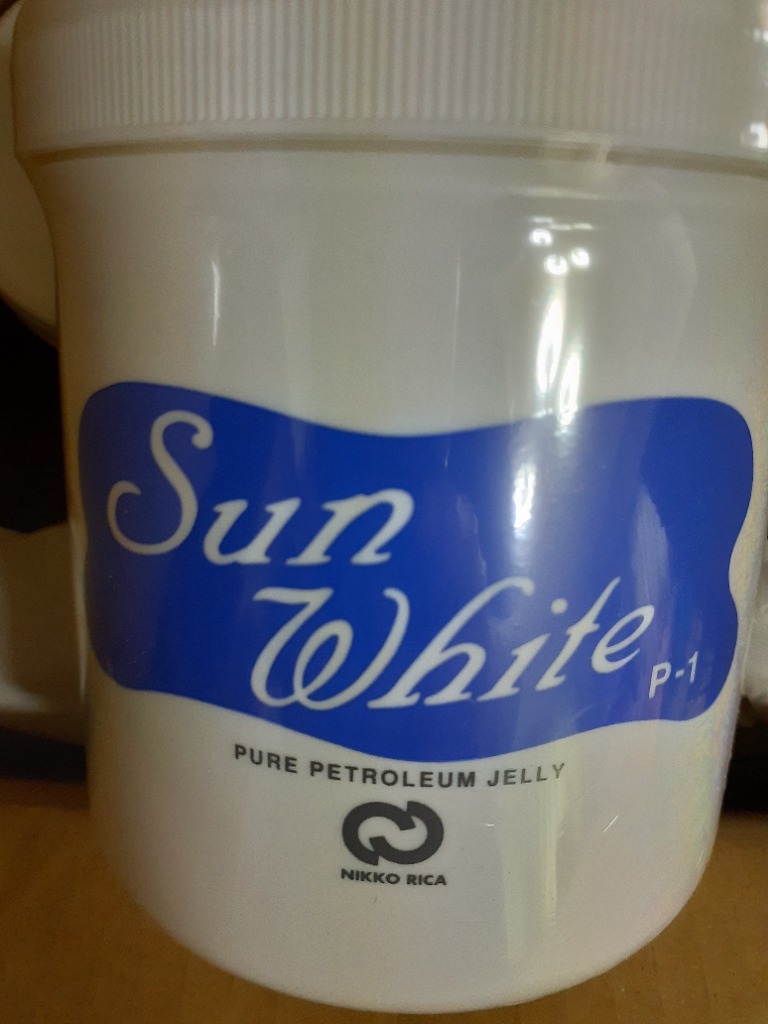 Sun
White
P-1
PURE PETROLEUM JELLY
NIKKO RICA